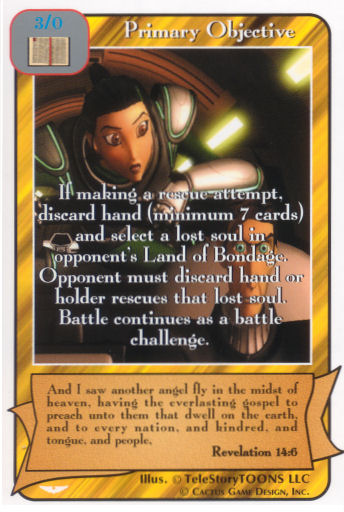 3/0
Primary Objective
If making a rescue attempt,
discard hand (minimum 7 cards)
and select a lost soul in
opponent's Land of Bondage.
Opponent must discard hand or
holder rescues that lost soul.
Battle continues as a battle
challenge.
And I saw another angel fly in the midst of
heaven, having the everlasting gospel to
preach unto them that dwell on the earth,
and to every nation, and kindred, and
tongue, and people,
Revelation 14:6
Illus. © TeleStoryTOONS LLC
© Cactus Game Design, Inc.